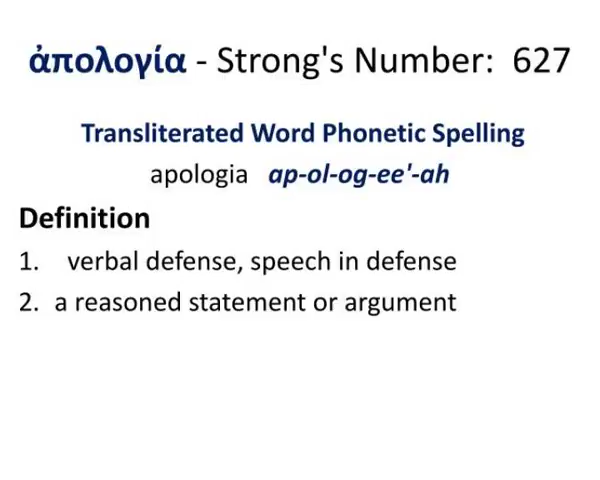 ἀπολογία - Strong's Number: 627
Transliterated Word Phonetic Spelling
apologia ap-ol-og-ee'-ah
Definition
1. verbal defense, speech in defense
2. a reasoned statement or argument